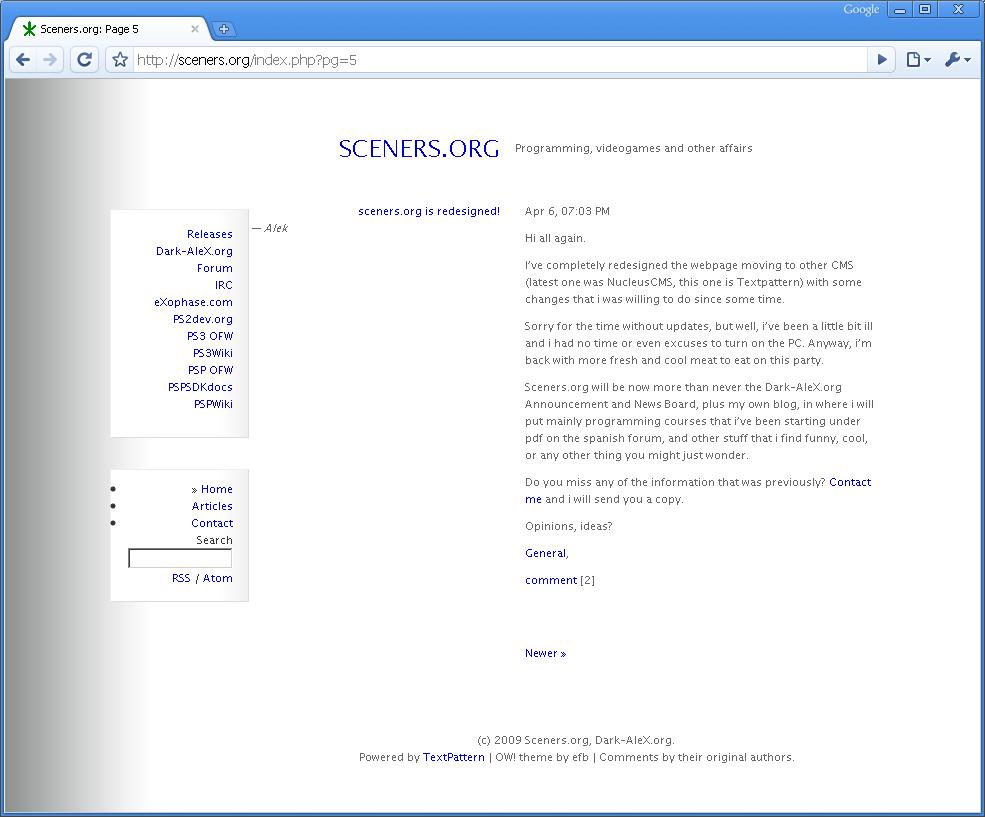 Google
Sceners.org: Page 5
http://sceners.org/index.php?pg=5
SCENERS.ORG
Programming, videogames and other affairs
Releases
Dark-AleX.org
Forum
IRC
eXophase.com
PS2dev.org
PS3 OFW
PS3Wiki
PSP OFW
PSPSDKdocs
PSPWiki
— Alek
» Home
Articles
Contact
Search
RSS / Atom
sceners.org is redesigned!
Apr 6, 07:03 PM
Hi all again.
I've completely redesigned the webpage moving to other CMS
(latest one was NucleusCMS, this one is Textpattern) with some
changes that i was willing to do since some time.
Sorry for the time without updates, but well, i've been a little bit ill
and i had no time or even excuses to turn on the PC. Anyway, i'm
back with more fresh and cool meat to eat on this party.
Sceners.org will be now more than never the Dark-AleX.org
Announcement and News Board, plus my own blog, in where i will
put mainly programming courses that i've been starting under
pdf on the spanish forum, and other stuff that i find funny, cool,
or any other thing you might just wonder.
Do you miss any of the information that was previously? Contact
me and i will send you a copy.
Opinions, ideas?
General,
comment [2]
Newer »
(c) 2009 Sceners.org, Dark-AleX.org.
Powered by TextPattern | OW! theme by efb | Comments by their original authors.